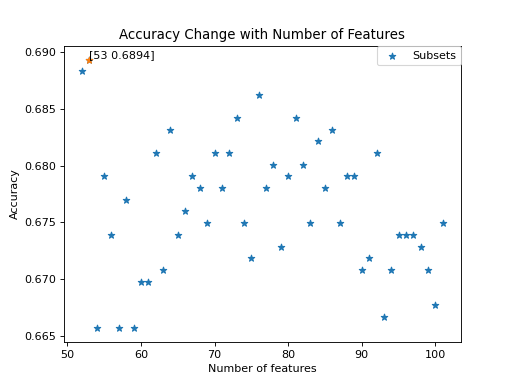 Accuracy Change with Number of Features
[53 0.6894]
Subsets
0.690
0.685
0.680
0.675
0.670
0.665
Accuracy
50 60 70 80 90 100
Number of features